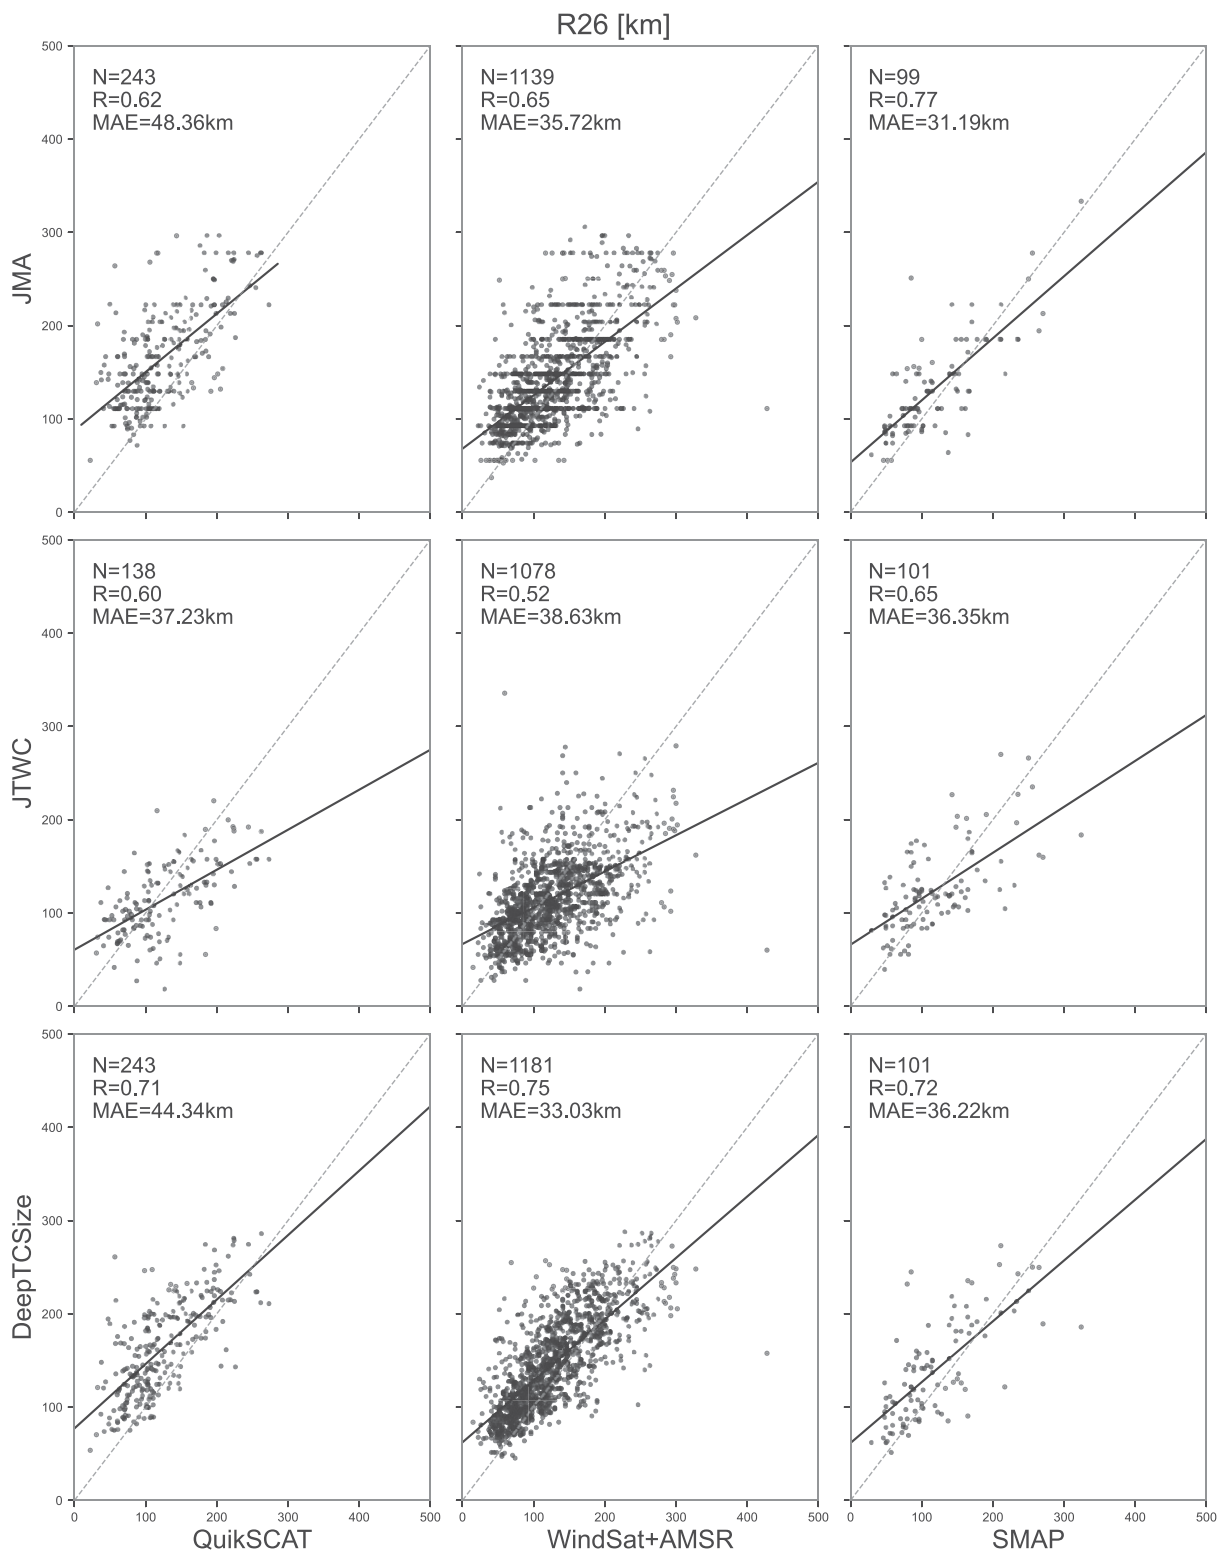 R26 [km]
500
400
300
200
100
0
JMA
N=243
R=0.62
MAE=48.36km
N=1139
R=0.65
MAE=35.72km
N=99
R=0.77
MAE=31.19km
500
400
300
200
100
0
JTWC
N=138
R=0.60
MAE=37.23km
N=1078
R=0.52
MAE=38.63km
N=101
R=0.65
MAE=36.35km
500
400
300
200
100
0
DeepTCSize
N=243
R=0.71
MAE=44.34km
N=1181
R=0.75
MAE=33.03km
N=101
R=0.72
MAE=36.22km
0 100 200 300 400 500
0 100 200 300 400 500
0 100 200 300 400 500
QuikSCAT
WindSat+AMSR
SMAP